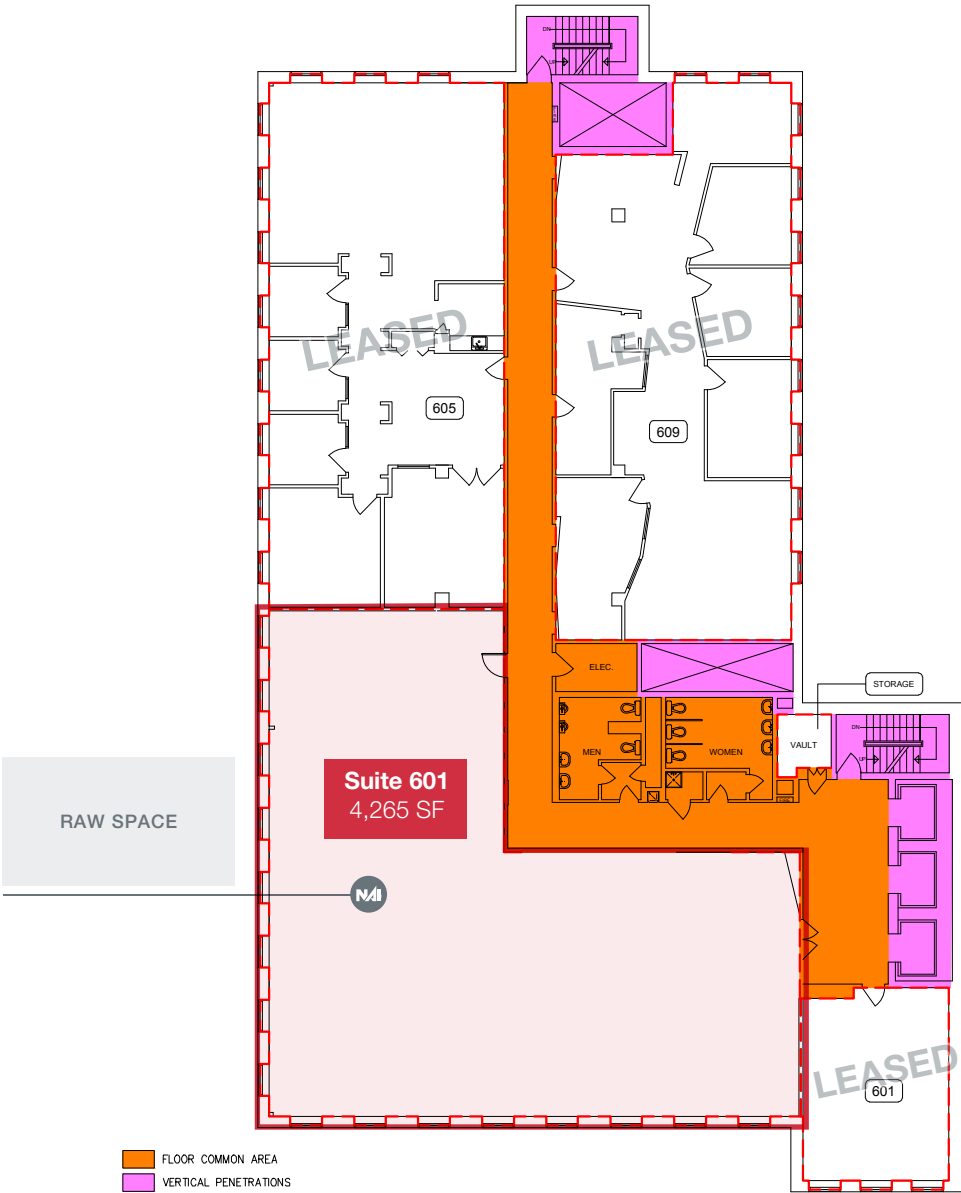 DN
UP
LEASED
LEASED
605
609
ELEC.
STORAGE
MEN
WOMEN
VAULT
DN
UP
Suite 601
4,265 SF
RAW SPACE
NAI
LEASED
601
FLOOR COMMON AREA
VERTICAL PENETRATIONS